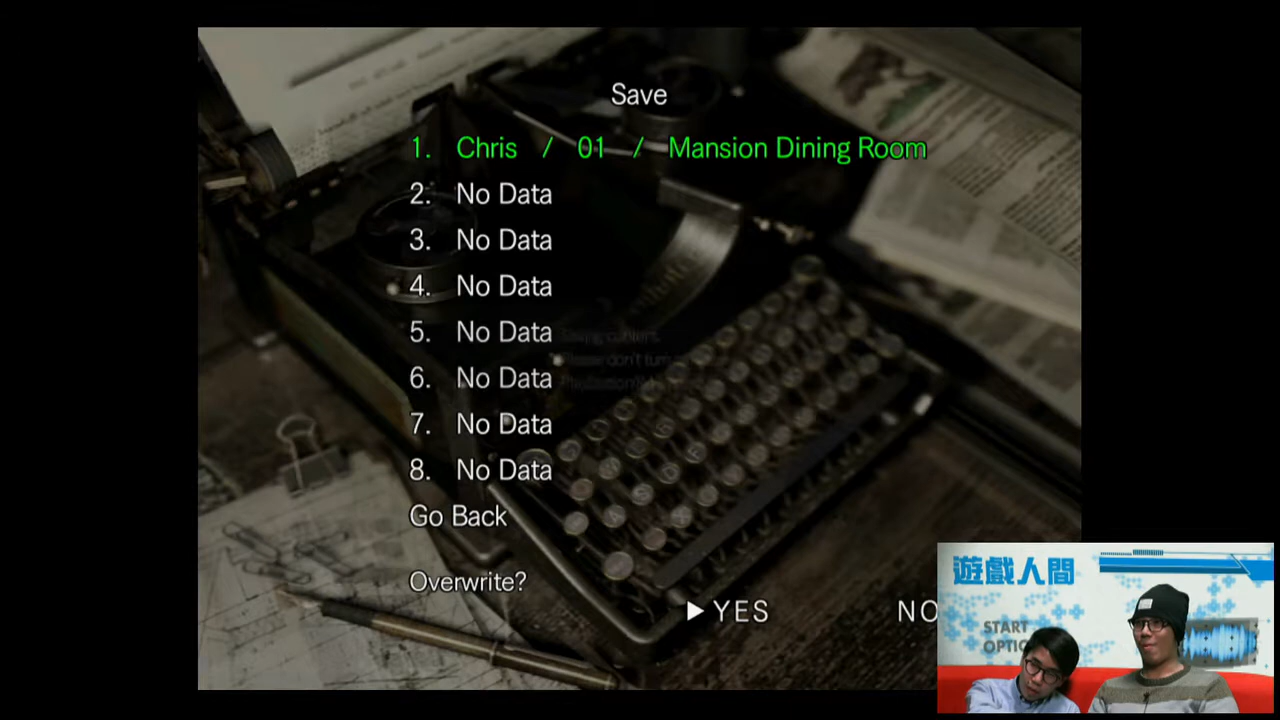 Save
1. Chris / 01 / Mansion Dining Room
2. No Data
3. No Data
4. No Data
5. No Data
6. No Data
7. No Data
8. No Data
Go Back
Overwrite?
▶YES NO
遊戲人間
START